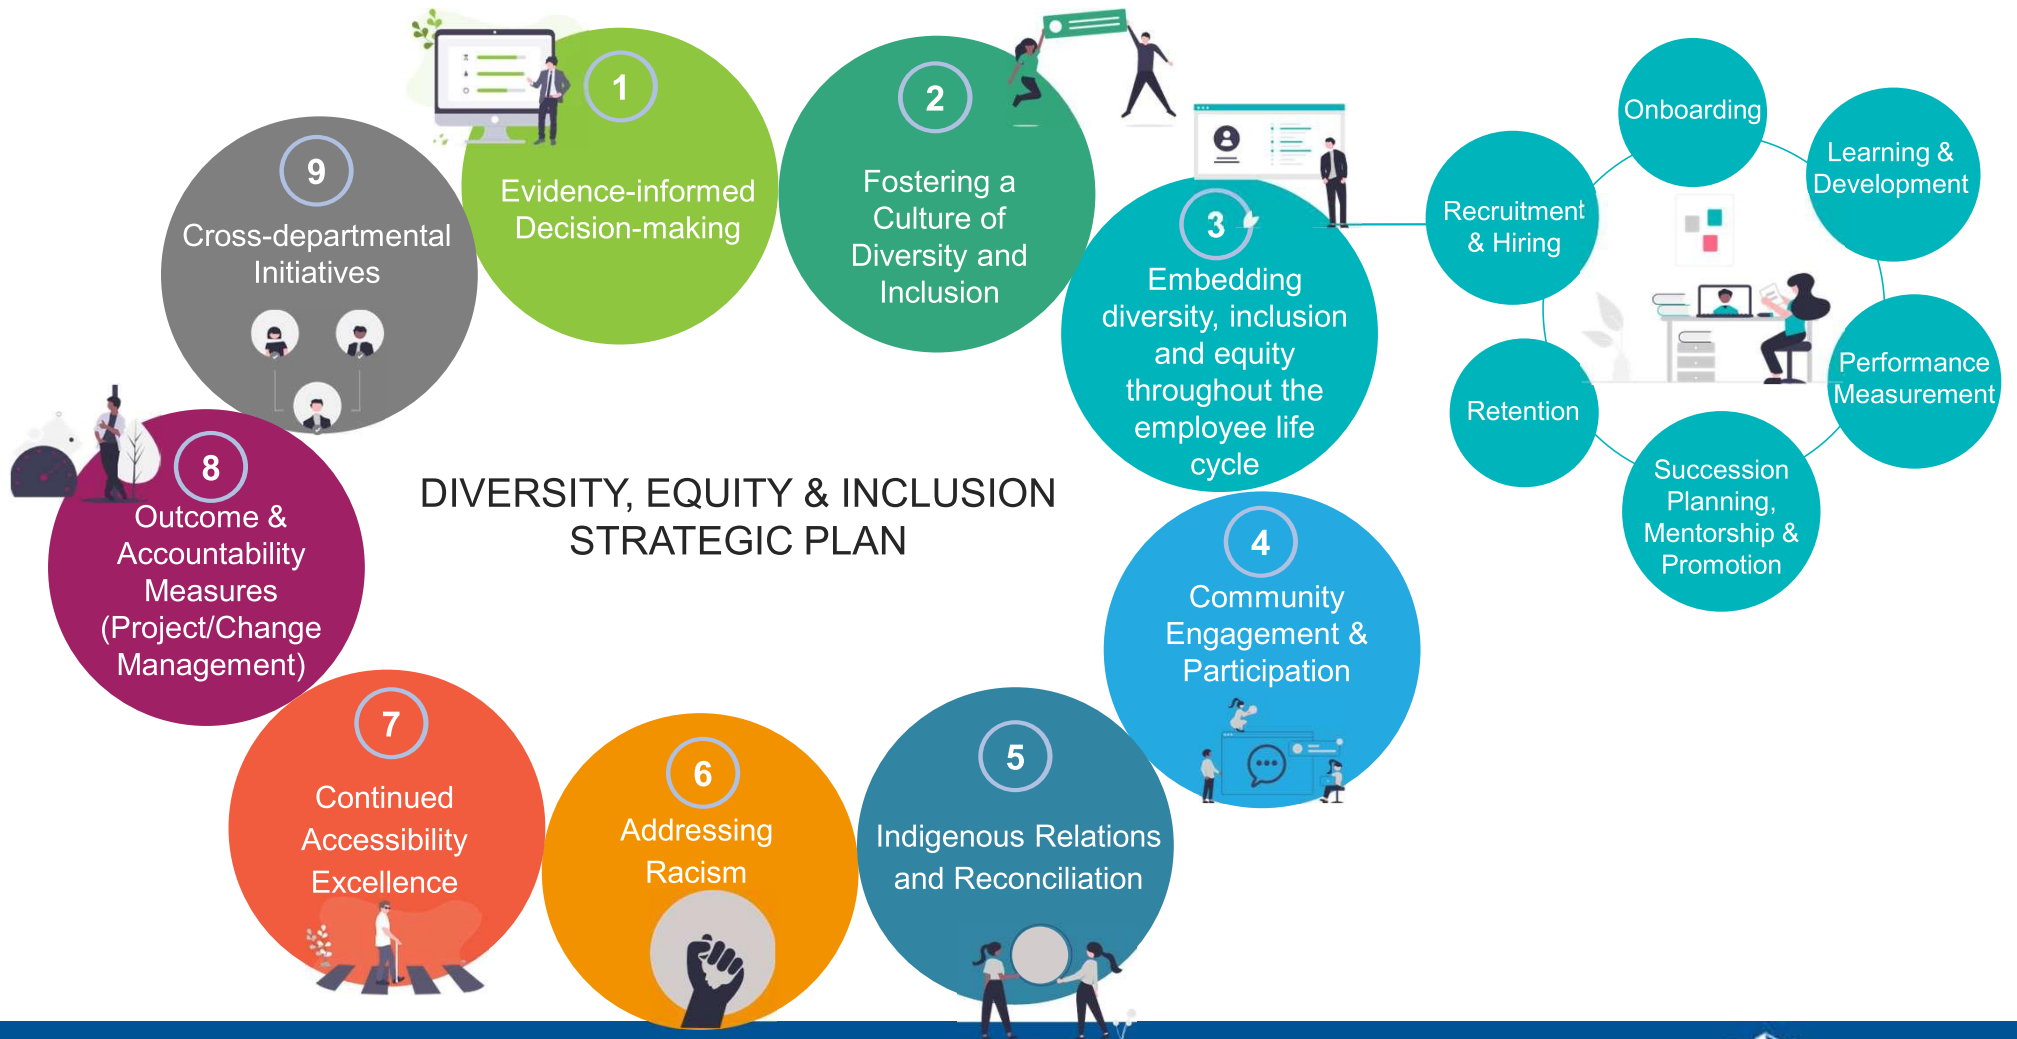 DIVERSITY, EQUITY & INCLUSION
STRATEGIC PLAN
1
Evidence-informed
Decision-making
2
Fostering a
Culture of
Diversity and
Inclusion
3
Embedding
diversity, inclusion
and equity
throughout the
employee life
cycle
Recruitment
& Hiring
Onboarding
Learning &
Development
Performance
Measurement
Succession
Planning,
Mentorship &
Promotion
Retention
4
Community
Engagement &
Participation
5
Indigenous Relations
and Reconciliation
6
Addressing
Racism
7
Continued
Accessibility
Excellence
8
Outcome &
Accountability
Measures
(Project/Change
Management)
9
Cross-departmental
Initiatives